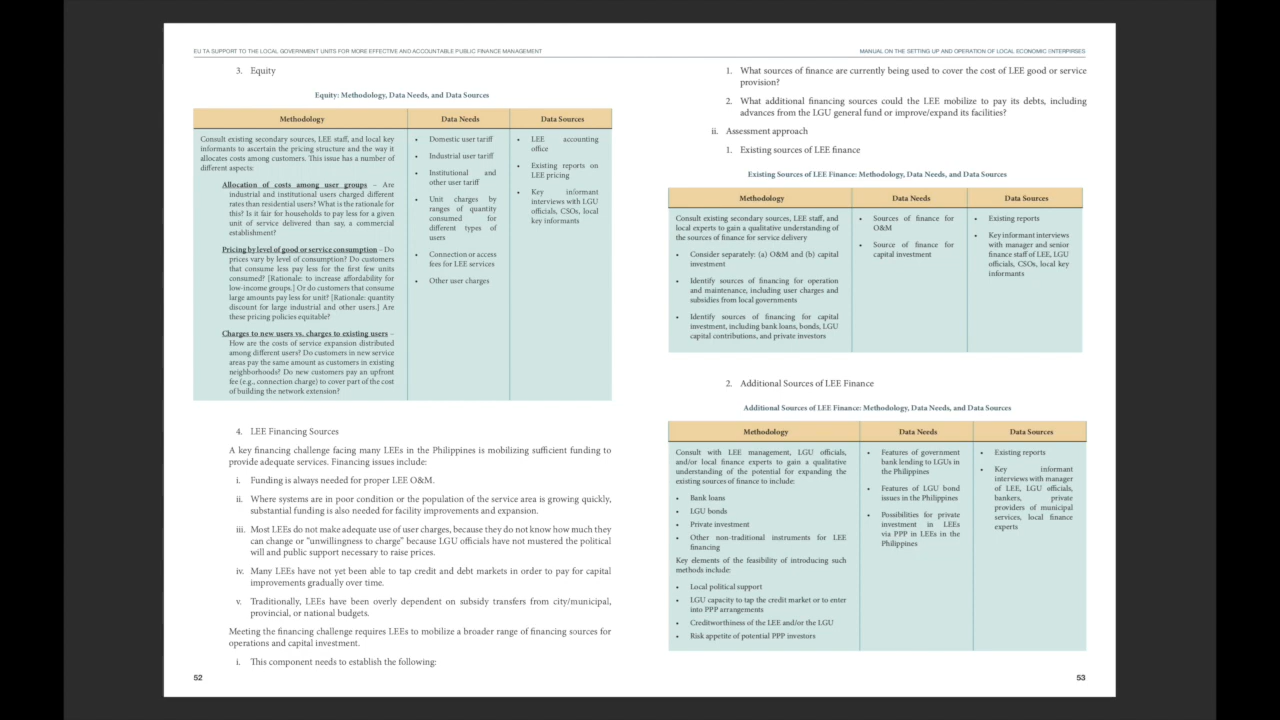 EU TA SUPPORT TO THE LOCAL GOVERNMENT UNITS FOR MORE EFFECTIVE AND ACCOUNTABLE PUBLIC FINANCE MANAGEMENT
3. Equity
Equity: Methodology, Data Needs, and Data Sources
Methodology
Consult existing secondary sources, LEE staff, and local key
informants to ascertain the pricing structure and the way it
allocates costs among customers. This issue has a number of
different aspects:
Allocation of costs among user groups – Are
industrial and institutional users charged different
rates than residential users? What is the rationale for
this? Is it fair for households to pay less for a given
unit of service delivered than say, a commercial
establishment?
Pricing by level of good or service consumption – Do
prices vary by level of consumption? Do customers
that consume less pay less for the first few units
consumed? [Rationale: to increase affordability for
low-income groups.] Or do customers that consume
large amounts pay less for unit? [Rationale: quantity
discount for large industrial and other users.] Are
these pricing policies equitable?
Charges to new users vs. charges to existing users –
How are the costs of service expansion distributed
among different users? Do customers in new service
areas pay the same amount as customers in existing
neighborhoods? Do new customers pay an upfront
fee (e.g., connection charge) to cover part of the cost
of building the network extension?
Data Needs
• Domestic user tariff
• Industrial user tariff
• Institutional and
other user tariff
• Unit charges by
ranges of quantity
consumed for
different types of
users
• Connection or access
fees for LEE services
• Other user charges
Data Sources
• LEE accounting
office
• Existing reports on
LEE pricing
• Key informant
interviews with LGU
officials, CSOs, local
key informants
4. LEE Financing Sources
A key financing challenge facing many LEEs in the Philippines is mobilizing sufficient funding to
provide adequate services. Financing issues include:
i. Funding is always needed for proper LEE O&M.
ii. Where systems are in poor condition or the population of the service area is growing quickly,
substantial funding is also needed for facility improvements and expansion.
iii. Most LEEs do not make adequate use of user charges, because they do not know how much they
can change or "unwillingness to charge" because LGU officials have not mustered the political
will and public support necessary to raise prices.
iv. Many LEEs have not yet been able to tap credit and debt markets in order to pay for capital
improvements gradually over time.
v. Traditionally, LEEs have been overly dependent on subsidy transfers from city/municipal,
provincial, or national budgets.
Meeting the financing challenge requires LEEs to mobilize a broader range of financing sources for
operations and capital investment.
i. This component needs to establish the following:
52
MANUAL ON THE SETTING UP AND OPERATION OF LOCAL ECONOMIC ENTERPIRSES
1. What sources of finance are currently being used to cover the cost of LEE good or service
provision?
2. What additional financing sources could the LEE mobilize to pay its debts, including
advances from the LGU general fund or improve/expand its facilities?
ii. Assessment approach
1. Existing sources of LEE finance
Existing Sources of LEE Finance: Methodology, Data Needs, and Data Sources
Methodology
Consult existing secondary sources, LEE staff, and
local experts to gain a qualitative understanding of
the sources of finance for service delivery
• Consider separately: (a) O&M and (b) capital
investment
• Identify sources of financing for operation
and maintenance, including user charges and
subsidies from local governments
• Identify sources of financing for capital
investment, including bank loans, bonds, LGU
capital contributions, and private investors
Data Needs
• Sources of finance for
O&M
• Source of finance for
capital investment
Data Sources
• Existing reports
• Key informant interviews
with manager and senior
finance staff of LEE, LGU
officials, CSOs, local key
informants
2. Additional Sources of LEE Finance
Additional Sources of LEE Finance: Methodology, Data Needs, and Data Sources
Methodology
Consult with LEE management, LGU officials,
and/or local finance experts to gain a qualitative
understanding of the potential for expanding the
existing sources of finance to include:
• Bank loans
• LGU bonds
• Private investment
• Other non-traditional instruments for LEE
financing
Key elements of the feasibility of introducing such
methods include:
• Local political support
• LGU capacity to tap the credit market or to enter
into PPP arrangements
• Creditworthiness of the LEE and/or the LGU
• Risk appetite of potential PPP investors
Data Needs
• Features of government
bank lending to LGUs in
the Philippines
• Features of LGU bond
issues in the Philippines
• Possibilities for private
investment in LEEs
via PPP in LEEs in the
Philippines
Data Sources
• Existing reports
• Key informant
interviews with manager
of LEE, LGU officials,
bankers, private
providers of municipal
services, local finance
experts
53